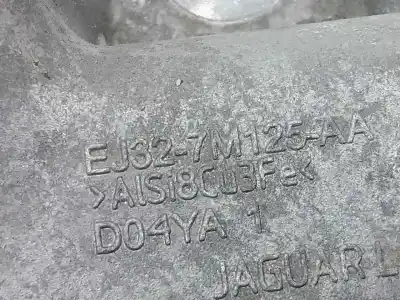 EJ32-7M125-AA
>AlSi8Cu3Fe<
D04YA 1
JAGUAR L